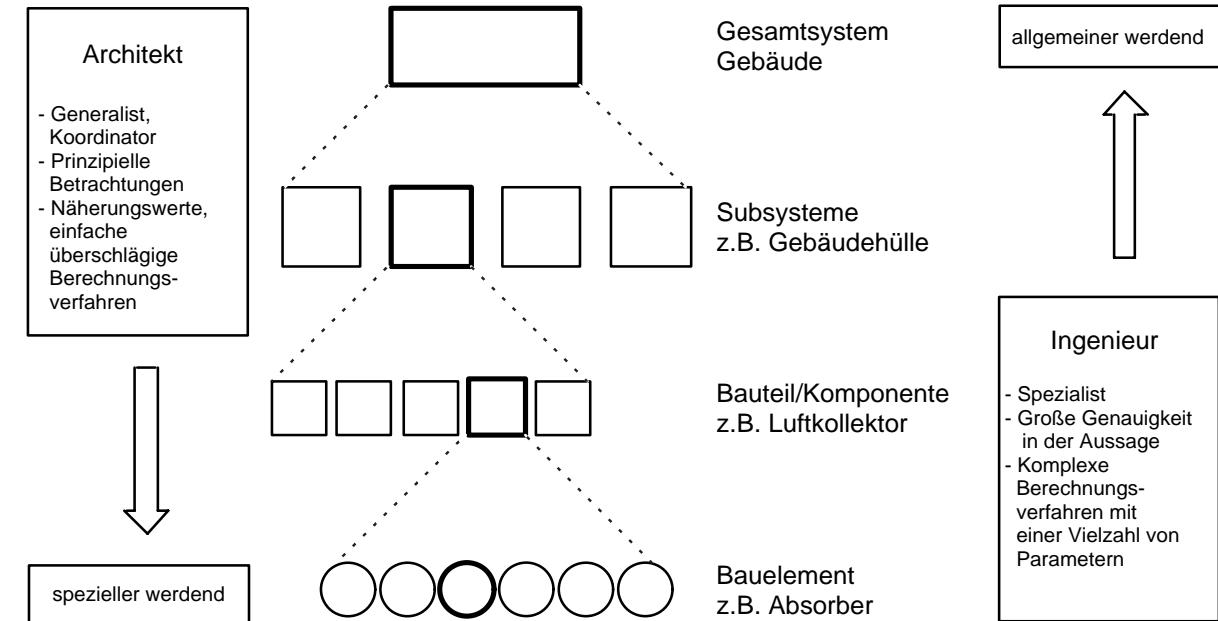 Architekt
- Generalist,
Koordinator
- Prinzipielle
Betrachtungen
- Näherungswerte,
einfache
überschlägige
Berechnungs-
verfahren
spezieller werdend
Gesamtsystem
Gebäude
Subsysteme
z.B. Gebäudehülle
Bauteil/Komponente
z.B. Luftkollektor
Bauelement
z.B. Absorber
allgemeiner werdend
Ingenieur
- Spezialist
- Große Genauigkeit
in der Aussage
- Komplexe
Berechnungs-
verfahren mit
einer Vielzahl von
Parametern